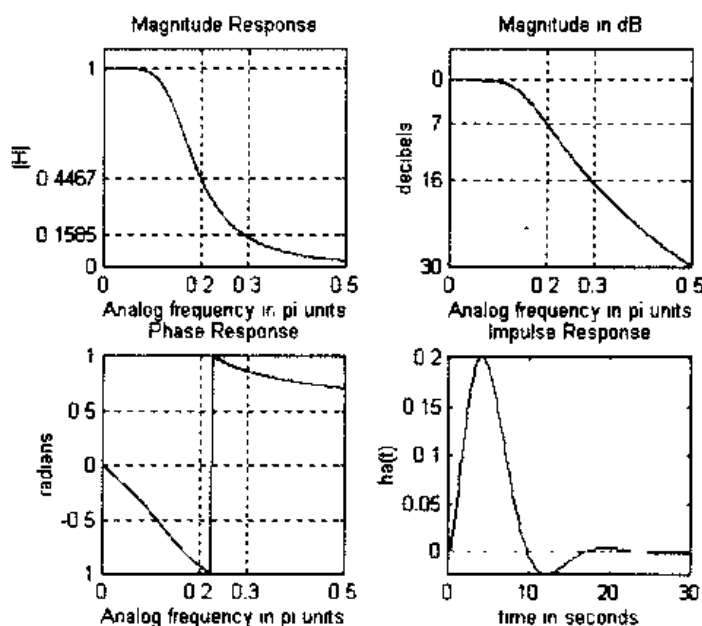 Magnitude Response
1
|H|
0 4467
0 1585
0
0 0 2 0 3 0 5
Analog frequency in pi units
Magnitude in dB
0
7
decibels
15
30
0 0 2 0 3 0 5
Analog frequency in pi units
Phase Response
1
0 5
radians
0
-0 5
1
0 0 2 0 3 0 5
Analog frequency in pi units
Impulse Response
0 2
0 15
ha(t)
0 1
0.05
0
0 10 20 30
time in seconds